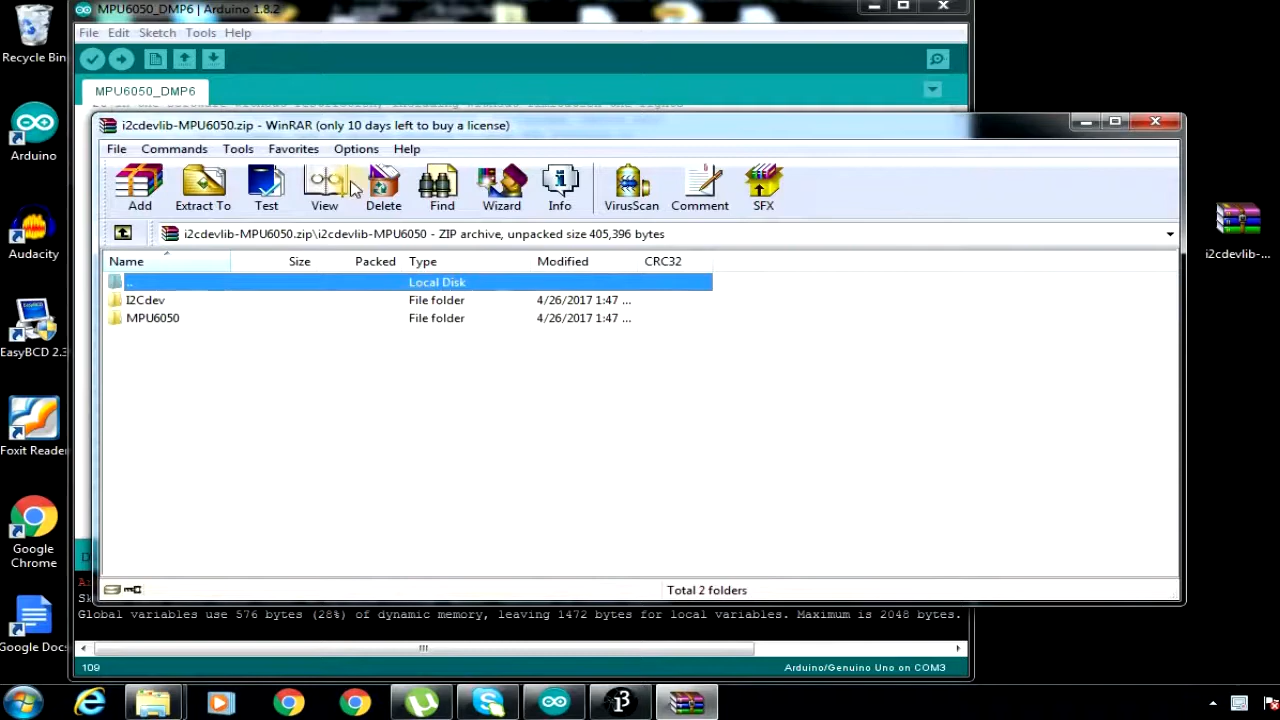 MPU6050_DMP6 | Arduino 1.8.2
File Edit Sketch Tools Help
MPU6050_DMP6
i2cdevlib-MPU6050.zip - WinRAR (only 10 days left to buy a license)
File Commands Tools Favorites Options Help
Add Extract To Test View Delete Find Wizard Info VirusScan Comment SFX
i2cdevlib-MPU6050.zip\i2cdevlib-MPU6050 - ZIP archive, unpacked size 405,396 bytes
Name Size Packed Type Modified CRC32
.. Local Disk
I2Cdev File folder 4/26/2017 1:47 ...
MPU6050 File folder 4/26/2017 1:47 ...
Total 2 folders
Global variables use 576 bytes (28%) of dynamic memory, leaving 1472 bytes for local variables. Maximum is 2048 bytes.
109 Arduino/Genuino Uno on COM3
Recycle Bin
Arduino
Audacity
EasyBCD 2.3
Foxit Reader
Google
Chrome
Google Docs
i2cdevlib-...